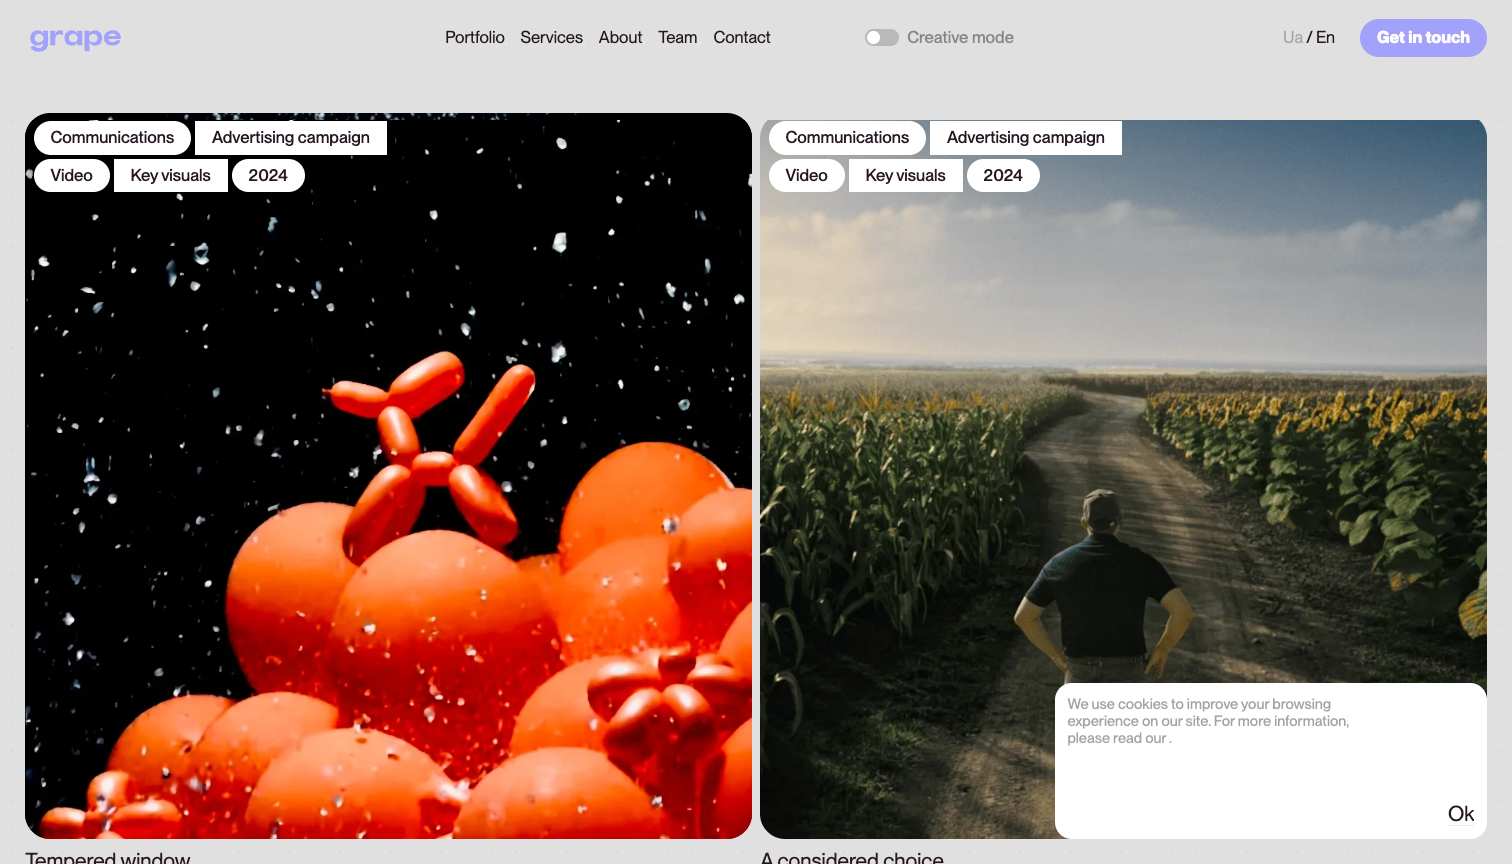 grape
Portfolio Services About Team Contact
Creative mode
Ua / En
Get in touch
Communications Advertising campaign
Video Key visuals 2024
Communications Advertising campaign
Video Key visuals 2024
We use cookies to improve your browsing
experience on our site. For more information,
please read our .
Ok
Tempered window
A considered choice